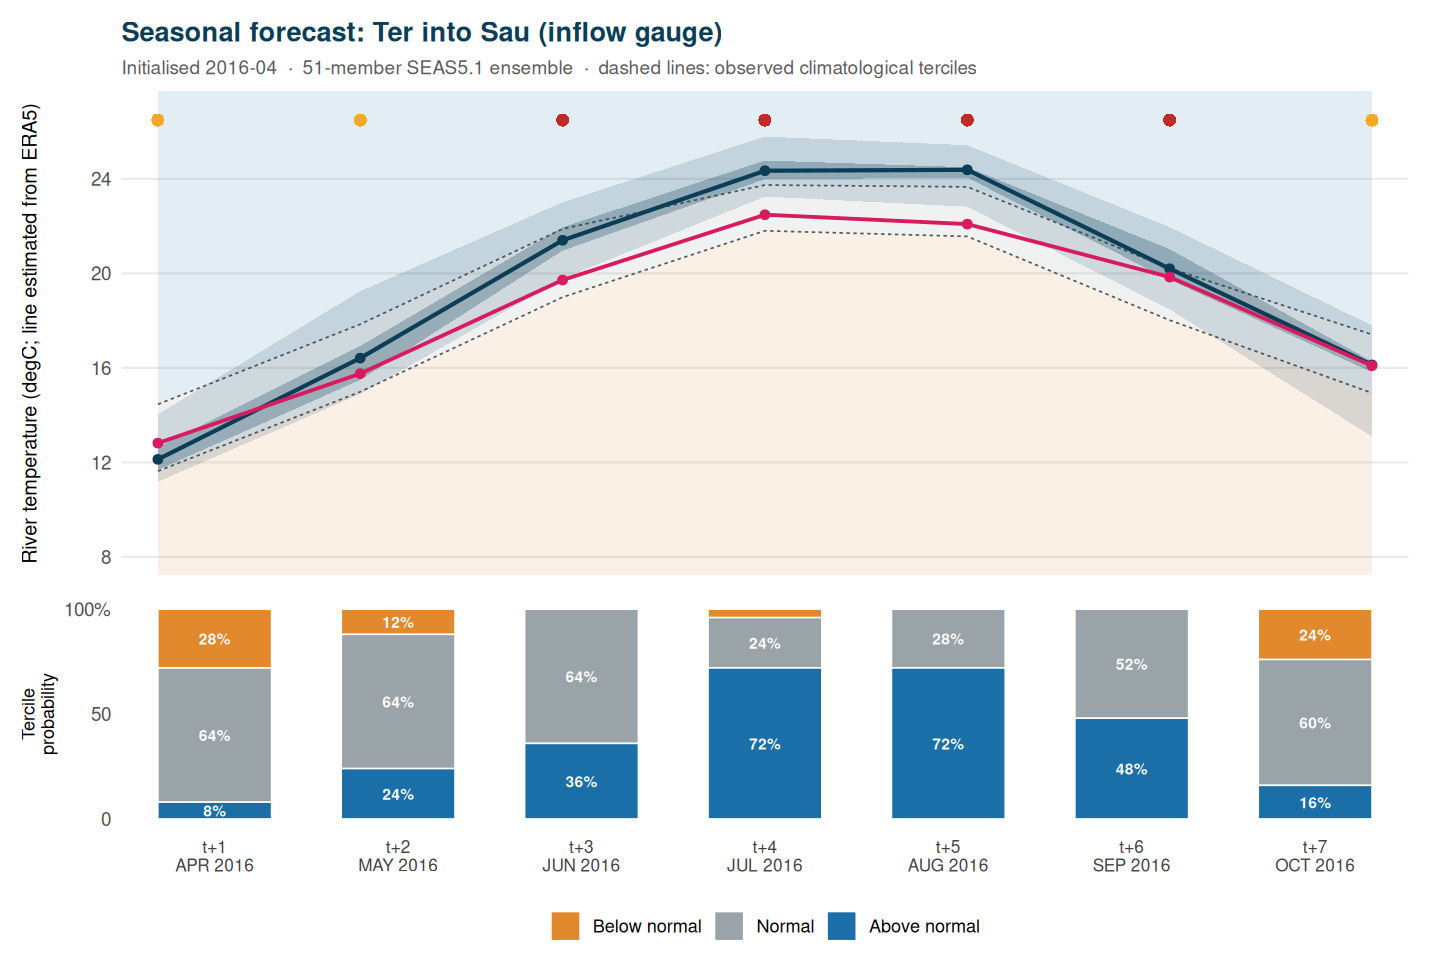 Seasonal forecast: Ter into Sau (inflow gauge)
Initialised 2016-04 · 51-member SEAS5.1 ensemble · dashed lines: observed climatological terciles
River temperature (degC; line estimated from ERA5)
24
20
16
12
8
Tercile
probability
100%
50
0
28%
64%
8%
12%
64%
24%
64%
36%
24%
72%
28%
72%
52%
48%
24%
60%
16%
t+1
APR 2016
t+2
MAY 2016
t+3
JUN 2016
t+4
JUL 2016
t+5
AUG 2016
t+6
SEP 2016
t+7
OCT 2016
Below normal
Normal
Above normal